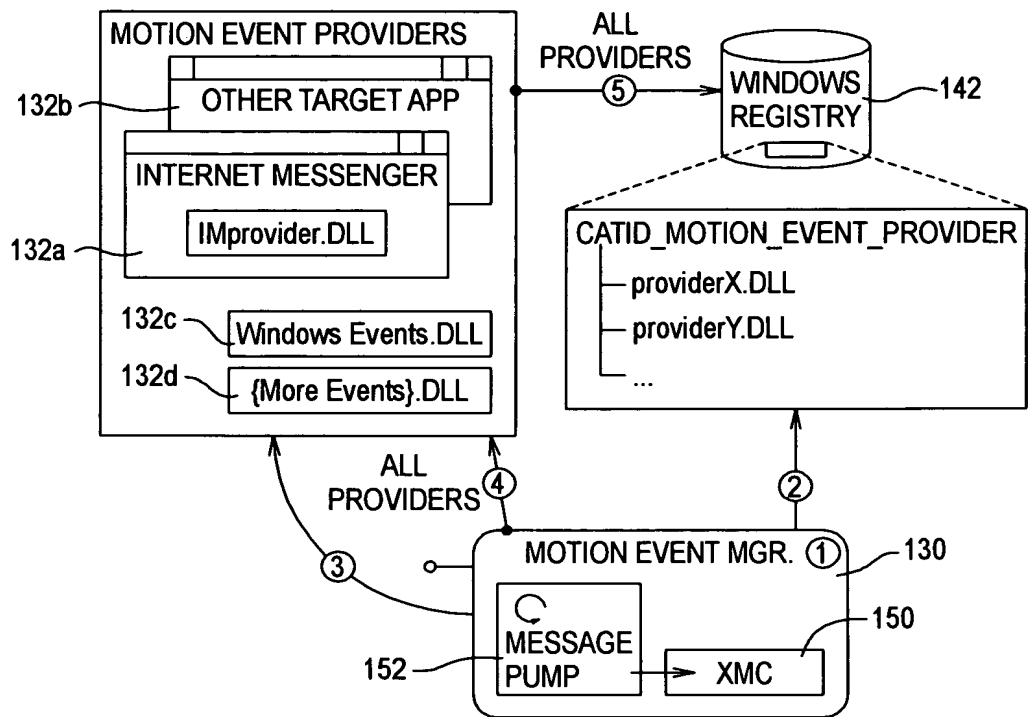 MOTION EVENT PROVIDERS
132b
OTHER TARGET APP
INTERNET MESSENGER
IMprovider.DLL
132a
132c
Windows Events.DLL
132d
{More Events}.DLL
ALL
PROVIDERS
5
WINDOWS
REGISTRY
142
CATID_MOTION_EVENT_PROVIDER
providerX.DLL
providerY.DLL
...
ALL
PROVIDERS
4
2
3
MOTION EVENT MGR. 1
130
152
MESSAGE
PUMP
150
XMC